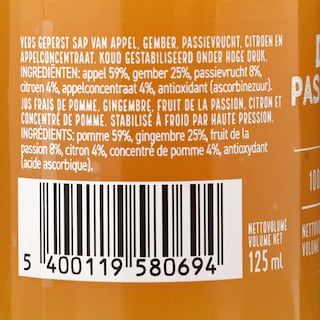 VERS GEPERST SAP VAN APPEL, GEMBER, PASSIEVRUCHT, CITROEN EN
APPELCONCENTRAAT. KOUD GESTABILISEERD ONDER HOGE DRUK.
INGREDIËNTEN: appel 59%, gember 25%, passievrucht 8%,
citroen 4%, appelconcentraat 4%, antioxidant (ascorbinezuur).
JUS FRAIS DE POMME, GINGEMBRE, FRUIT DE LA PASSION, CITRON ET
CONCENTRÉ DE POMME. STABILISÉ À FROID PAR HAUTE PRESSION.
INGRÉDIENTS: pomme 59%, gingembre 25%, fruit de la
passion 8%, citron 4%, concentré de pomme 4%, antioxydant
(acide ascorbique).
PAS
100
NETTOVOLUME
VOLUME NET
125 ml
5 400119 580694